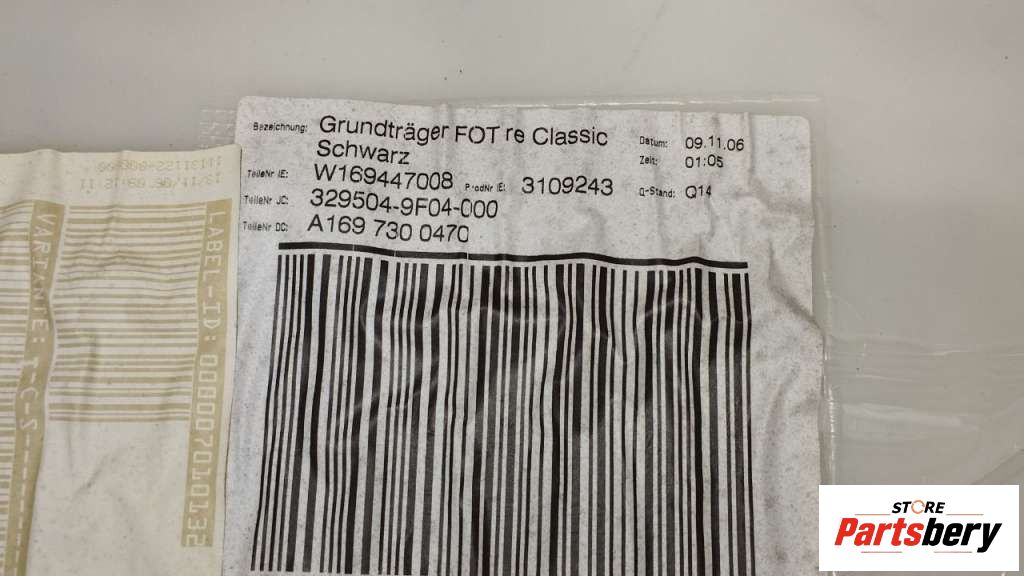 Bezeichnung: Grundträger FOT re Classic
Schwarz
Datum: 09.11.06
Zeit: 01:05
TeileNr IE: W169447008 ProdNr IE: 3109243 Q-Stand: Q14
TeileNr JC: 329504-9F04-000
TeileNr DC: A169 730 0470
LABEL-ID:
VARIANTE: T-C-S
STORE
Partsbery